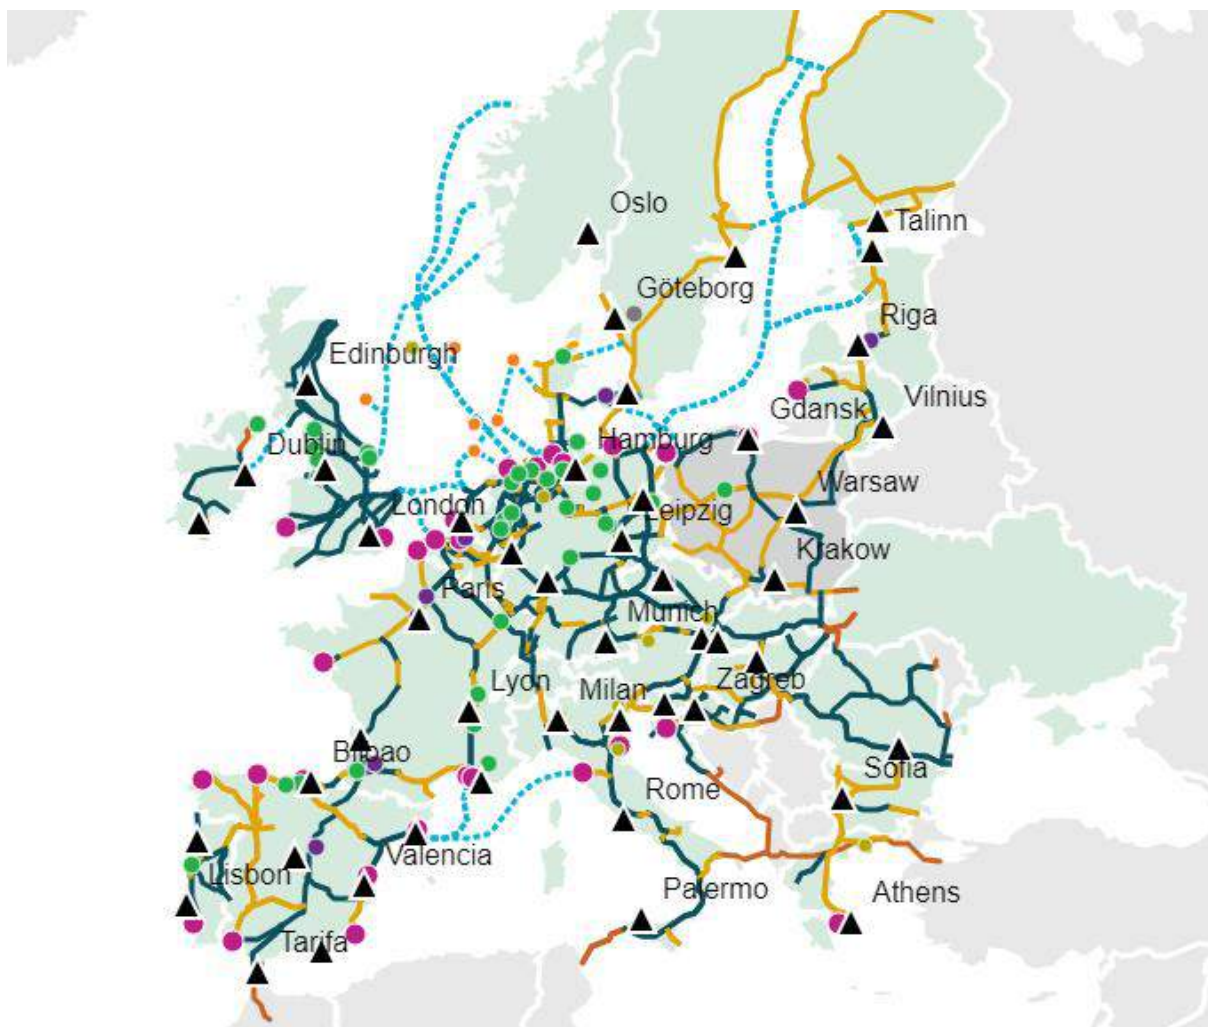 Oslo
Talinn
Göteborg
Riga
Edinburgh
Vilnius
Gdansk
Dublin
Hamburg
Warsaw
London
Leipzig
Krakow
Paris
Munich
Lyon
Milan
Zagreb
Bilbao
Sofia
Rome
Valencia
Lisbon
Palermo
Athens
Tarifa